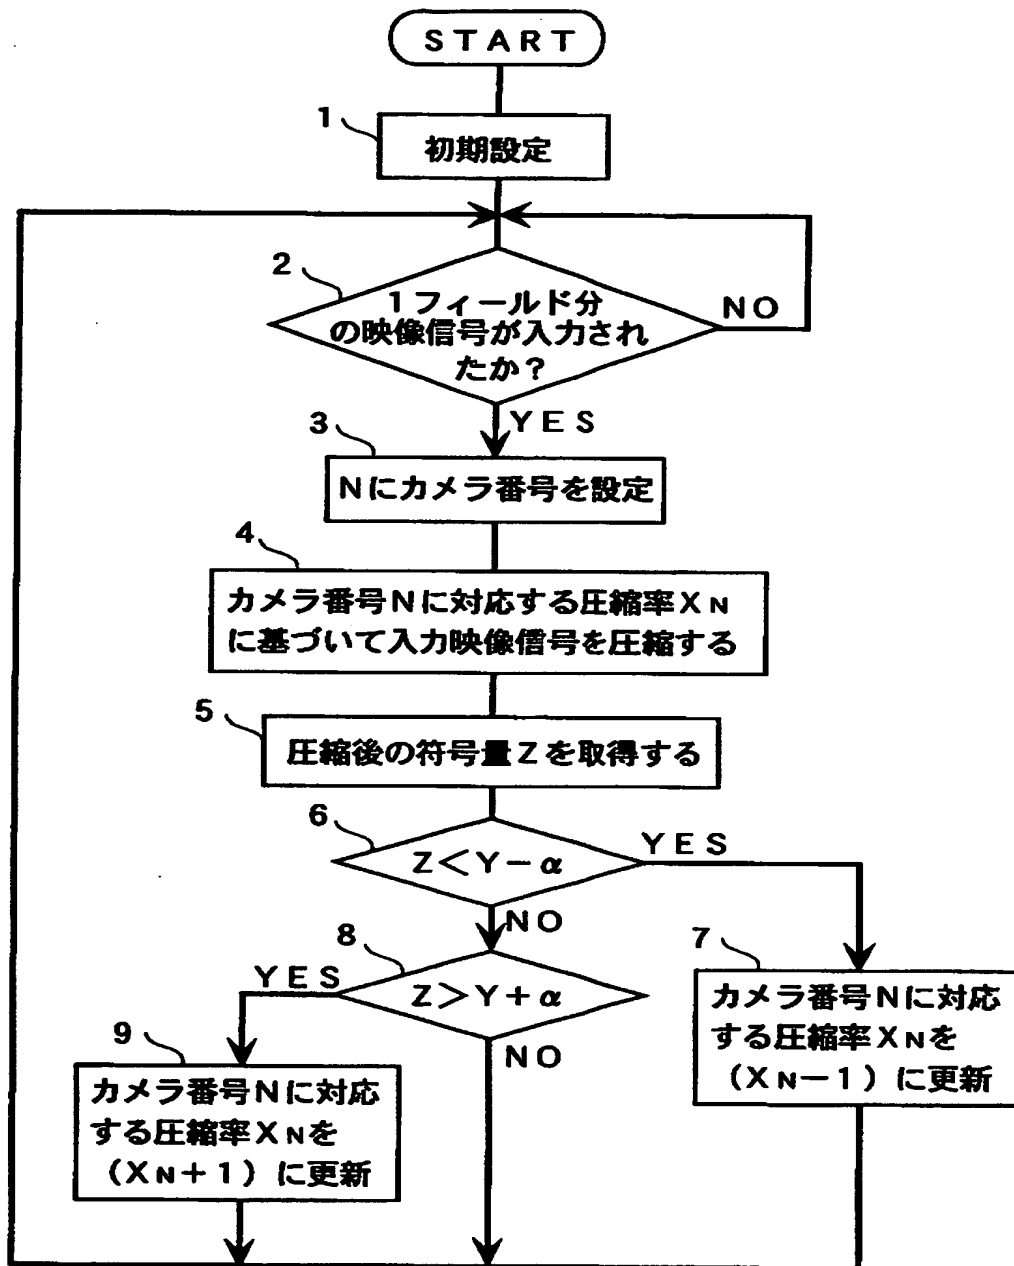 START
1
初期設定
2
1フィールド分
の映像信号が入力され
たか?
NO
YES
3
Nにカメラ番号を設定
4
カメラ番号Nに対応する圧縮率XN
に基づいて入力映像信号を圧縮する
5
圧縮後の符号量Zを取得する
6
Z<Y-α
YES
NO
7
カメラ番号Nに対応
する圧縮率XNを
(XN-1)に更新
8
Z>Y+α
YES
NO
9
カメラ番号Nに対応
する圧縮率XNを
(XN+1)に更新